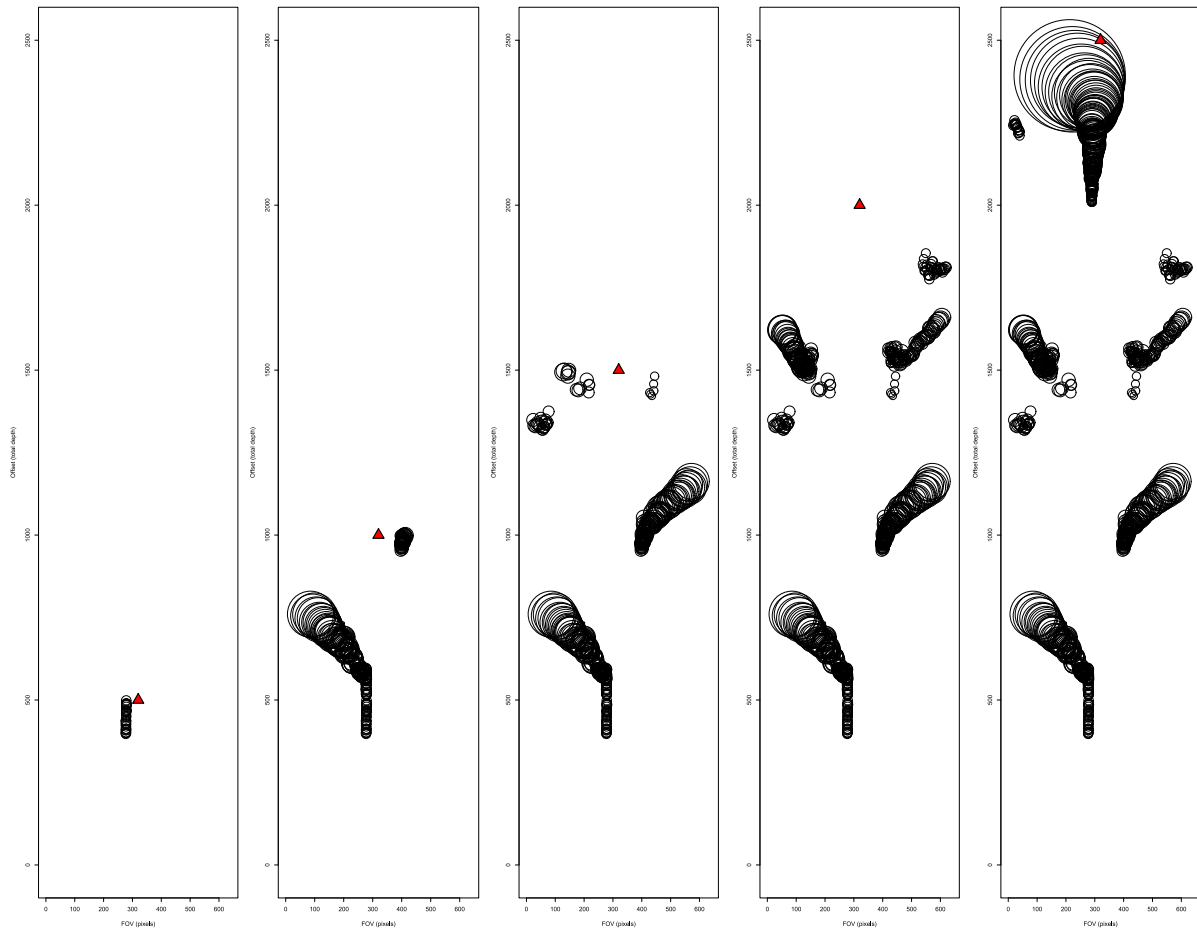 2500 2500 2500 2500 2500
2000 2000 2000 2000 2000
1500 1500 1500 1500 1500
Offset (total depth) Offset (total depth) Offset (total depth) Offset (total depth) Offset (total depth)
1000 1000 1000 1000 1000
500 500 500 500 500
0 0 0 0 0
0 100 200 300 400 500 600 0 100 200 300 400 500 600 0 100 200 300 400 500 600 0 100 200 300 400 500 600 0 100 200 300 400 500 600
FOV (pixels) FOV (pixels) FOV (pixels) FOV (pixels) FOV (pixels)